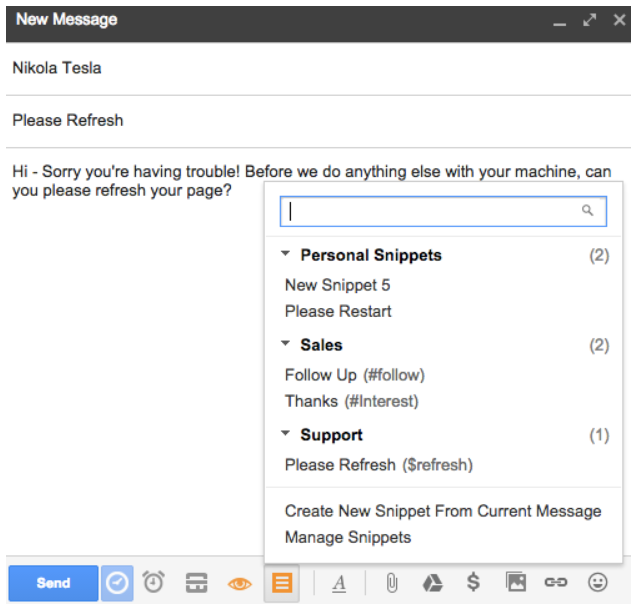 New Message
Nikola Tesla
Please Refresh
Hi - Sorry you're having trouble! Before we do anything else with your machine, can
you please refresh your page?
Personal Snippets (2)
New Snippet 5
Please Restart
Sales (2)
Follow Up (#follow)
Thanks (#Interest)
Support (1)
Please Refresh ($refresh)
Create New Snippet From Current Message
Manage Snippets
Send A $